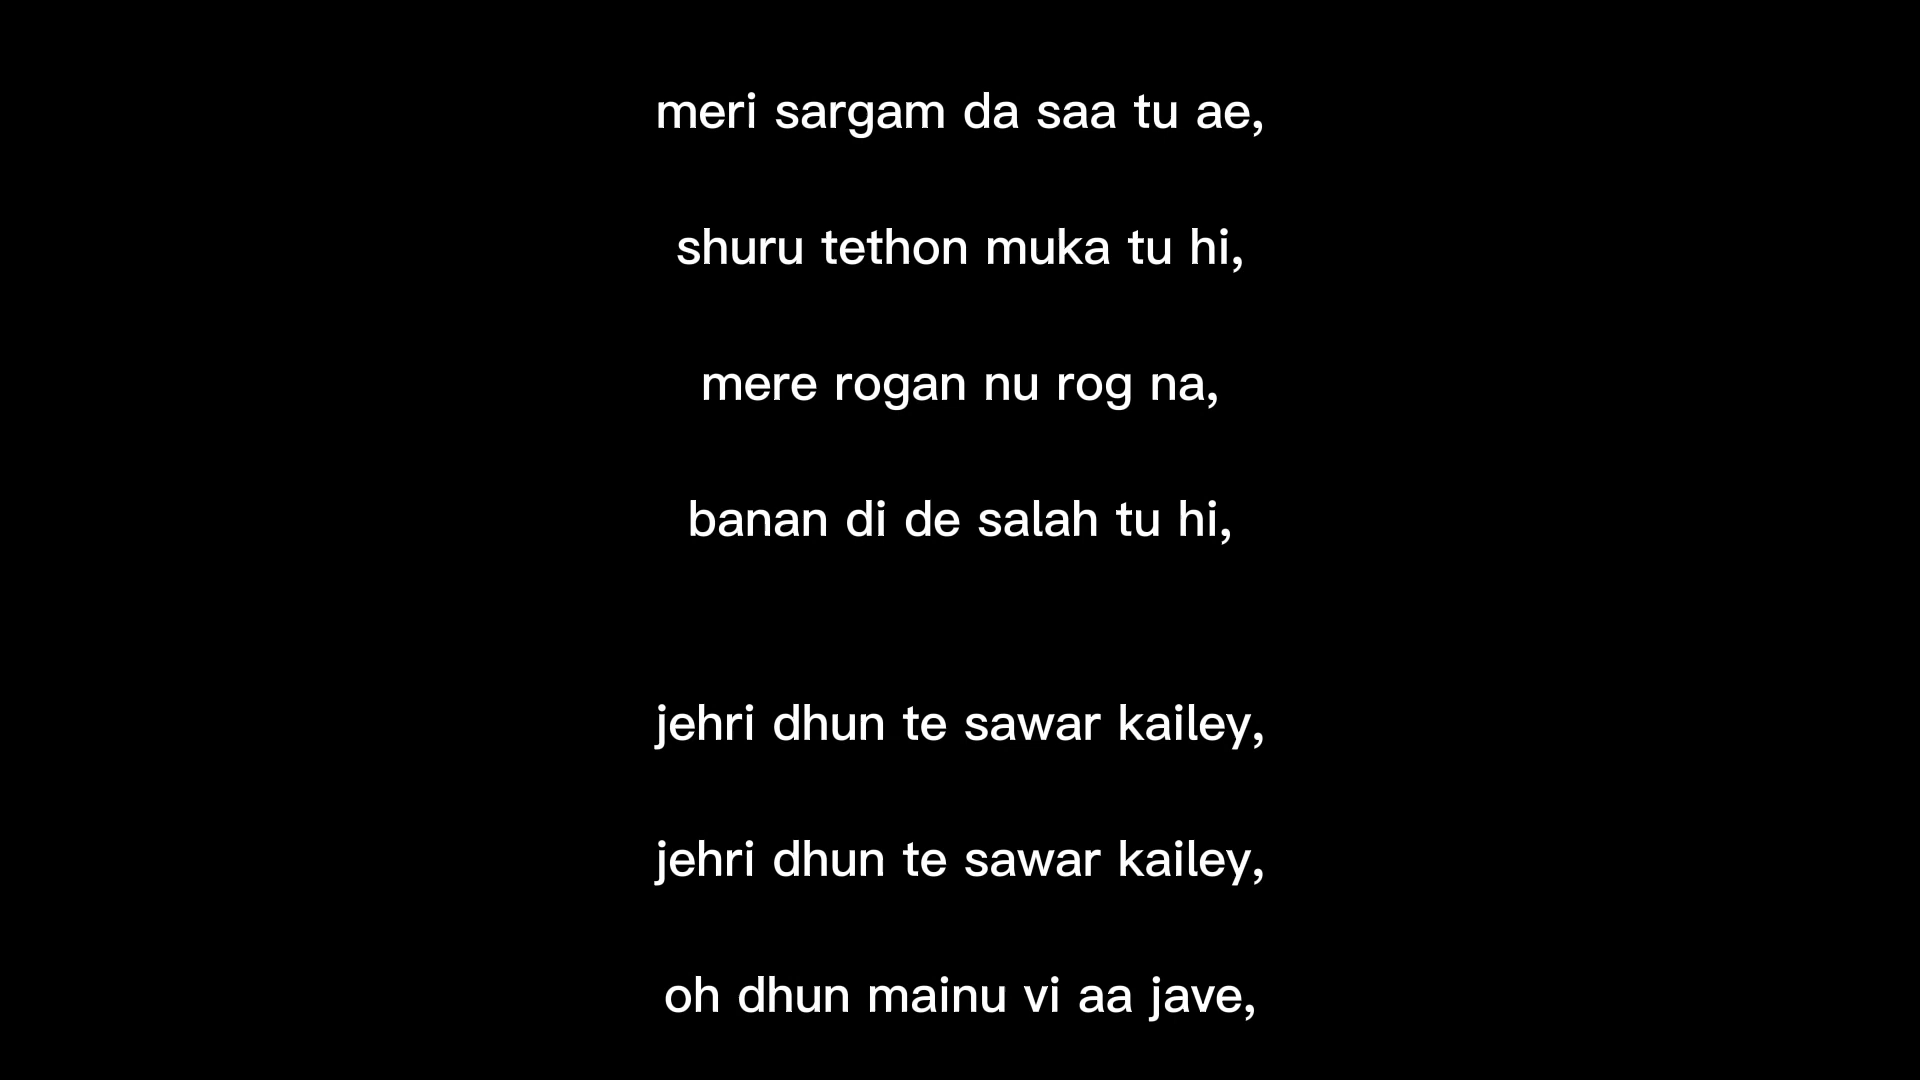 meri sargam da saa tu ae,
shuru tethon muka tu hi,
mere rogan nu rog na,
banan di de salah tu hi,
jehri dhun te sawar kailey,
jehri dhun te sawar kailey,
oh dhun mainu vi aa jave,